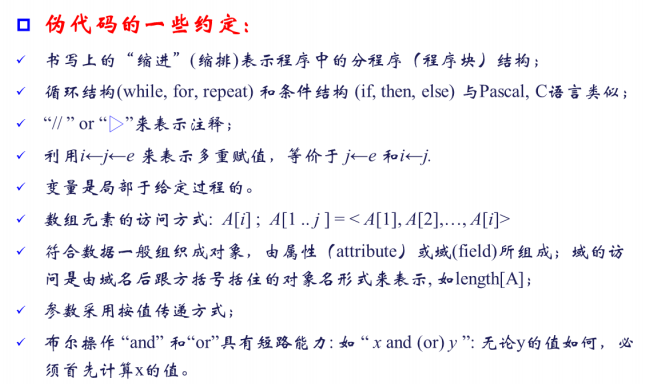 伪代码的一些约定:
书写上的“缩进”(缩排)表示程序中的分程序(程序块)结构;
循环结构(while, for, repeat) 和条件结构 (if, then, else) 与Pascal, C语言类似;
“// ” or “▷”来表示注释;
利用i←j←e 来表示多重赋值,等价于 j←e 和i←j.
变量是局部于给定过程的。
数组元素的访问方式: A[i] ; A[1 .. j ] = < A[1], A[2],…, A[i]>
符合数据一般组织成对象,由属性(attribute)或域(field)所组成;域的访
问是由域名后跟方括号括住的对象名形式来表示, 如length[A];
参数采用按值传递方式;
布尔操作 “and” 和“or”具有短路能力: 如 “ x and (or) y ”: 无论y的值如何,必
须首先计算x的值。